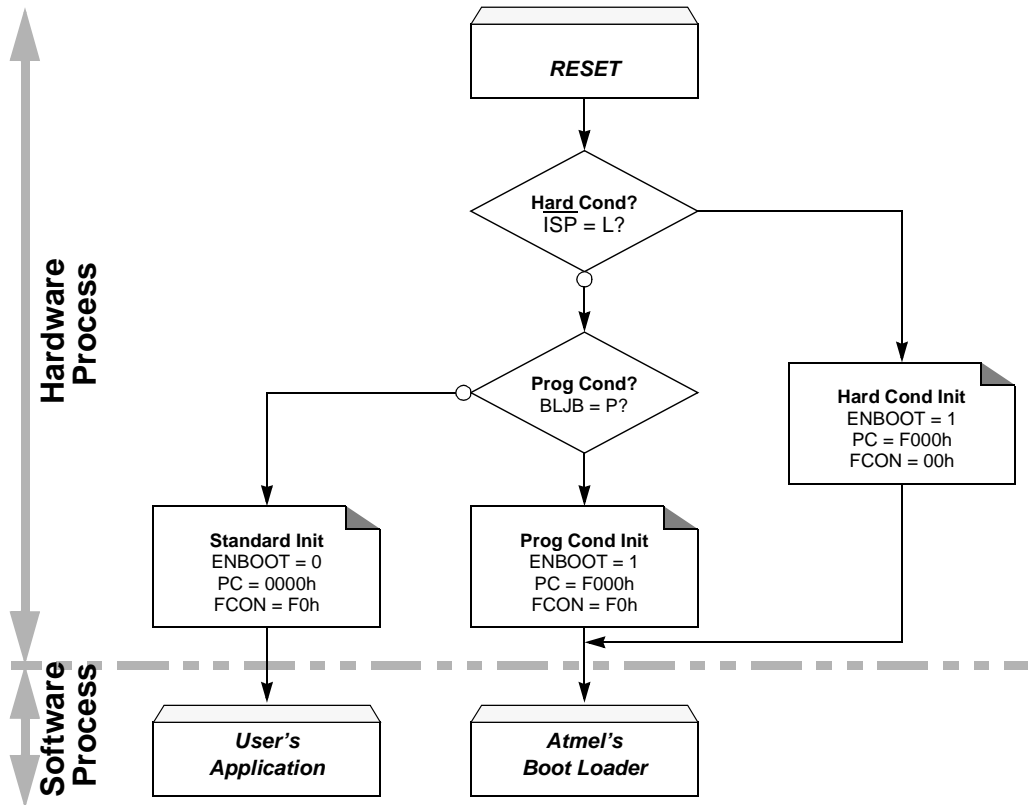 RESET
Hard Cond?
ISP = L?
Prog Cond?
BLJB = P?
Hard Cond Init
ENBOOT = 1
PC = F000h
FCON = 00h
Standard Init
ENBOOT = 0
PC = 0000h
FCON = F0h
Prog Cond Init
ENBOOT = 1
PC = F000h
FCON = F0h
User's
Application
Atmel's
Boot Loader
Hardware
Process
Software
Process